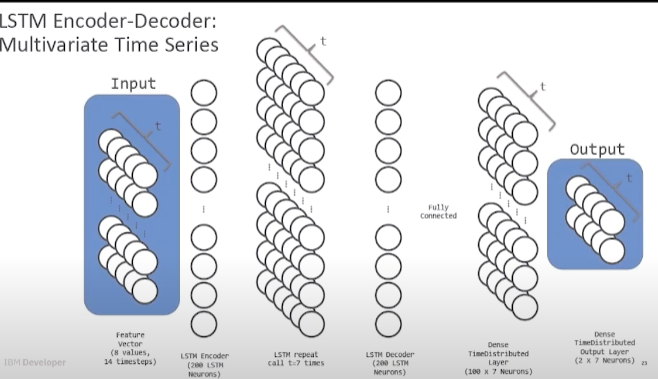 LSTM Encoder-Decoder:
Multivariate Time Series
Input
t
t
t
Output
t
Fully
Connected
Feature
Vector
(8 values,
14 timesteps)
LSTM Encoder
(200 LSTM
Neurons)
LSTM repeat
call t=7 times
LSTM Decoder
(200 LSTM
Neurons)
Dense
TimeDistributed
Layer
(100 x 7 Neurons)
Dense
TimeDistributed
Output Layer
(2 x 7 Neurons)
IBM Developer
23